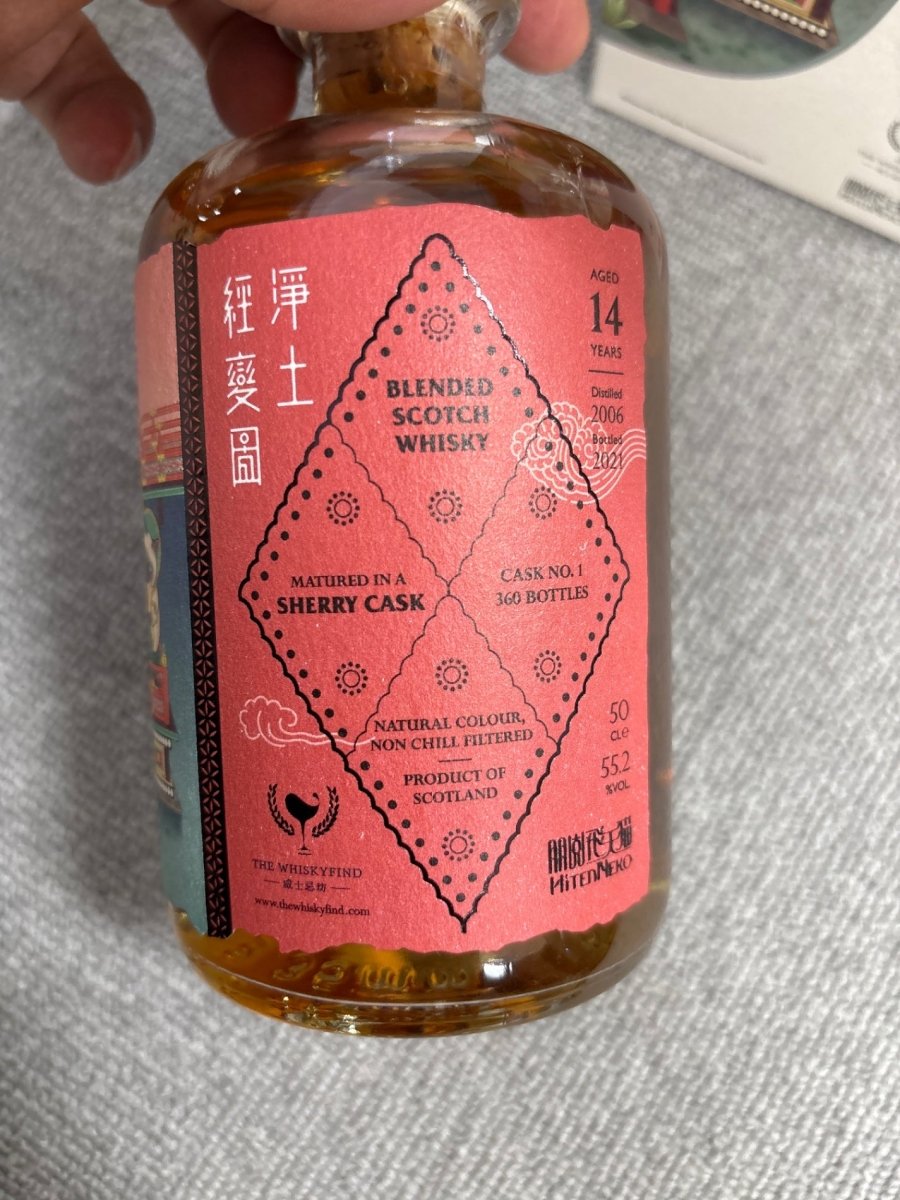 淨土
經變圖
BLENDED
SCOTCH
WHISKY
AGED
14
YEARS
Distilled
2006
Bottled
2021
MATURED IN A
SHERRY CASK
CASK NO. 1
360 BOTTLES
NATURAL COLOUR,
NON CHILL FILTERED
PRODUCT OF
SCOTLAND
50
CLe
55.2
%VOL
THE WHISKYFIND
威士忌坊
www.thewhiskyfind.com
HiTEN NEKO